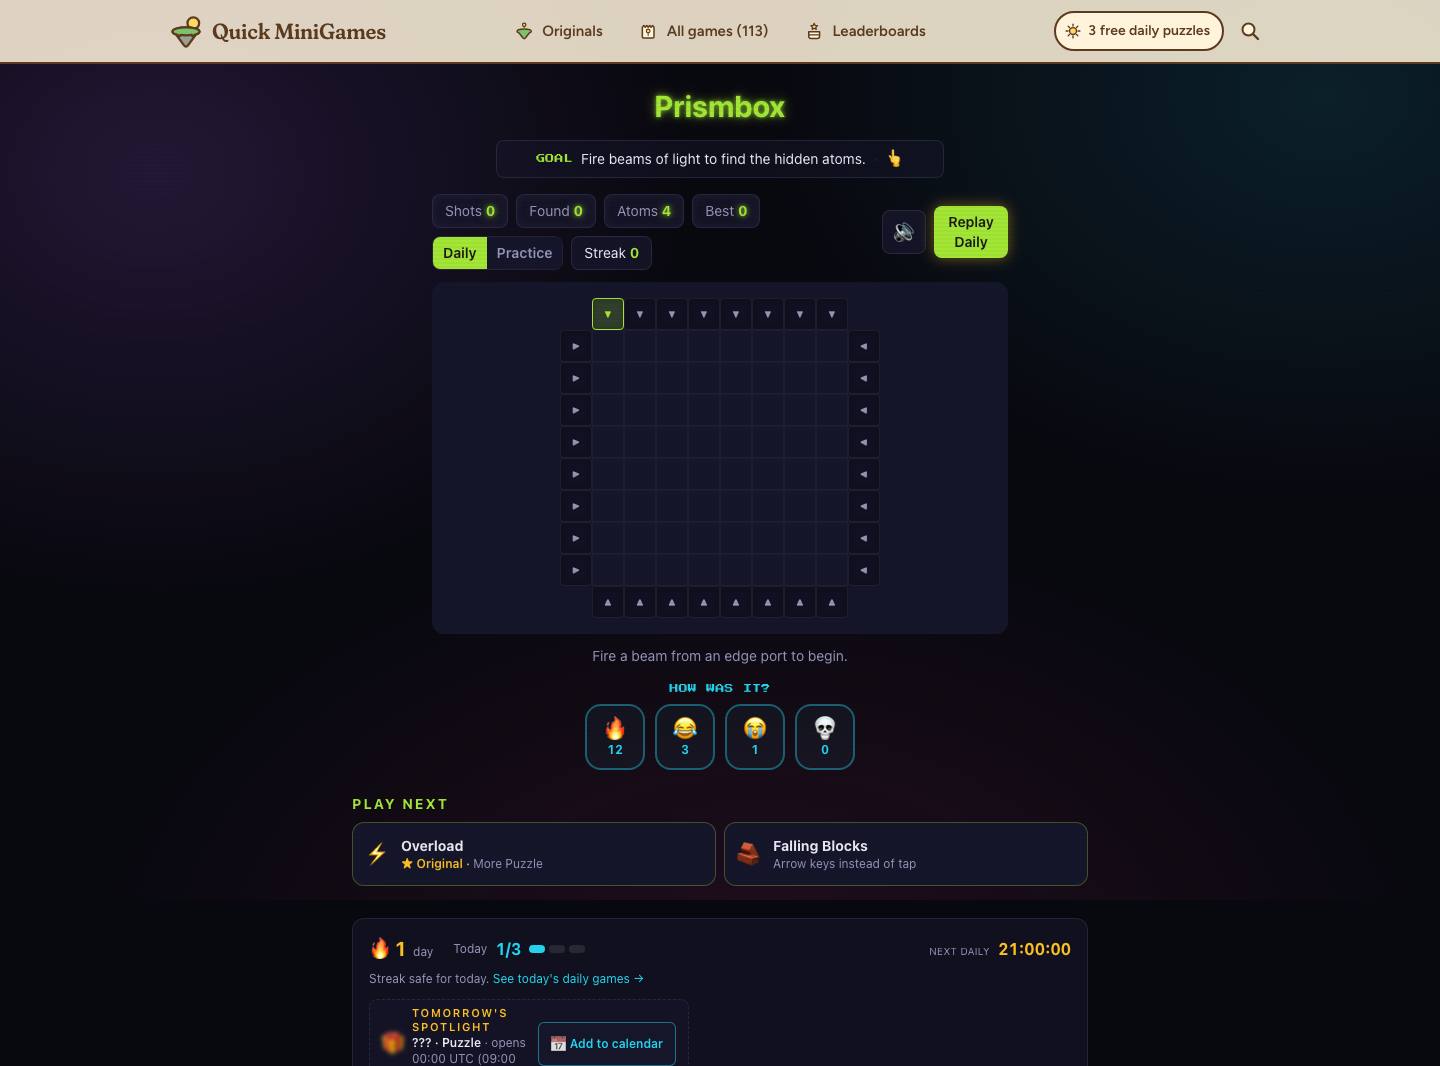 Quick MiniGames
Originals
All games (113)
Leaderboards
3 free daily puzzles
Prismbox
GOAL Fire beams of light to find the hidden atoms.
Shots 0
Found 0
Atoms 4
Best 0
Daily
Practice
Streak 0
Replay
Daily
Fire a beam from an edge port to begin.
HOW WAS IT?
12
3
1
0
PLAY NEXT
Overload
Original · More Puzzle
Falling Blocks
Arrow keys instead of tap
1 day
Today 1/3
NEXT DAILY 21:00:00
Streak safe for today. See today's daily games →
TOMORROW'S
SPOTLIGHT
??? · Puzzle · opens
00:00 UTC (09:00
Add to calendar